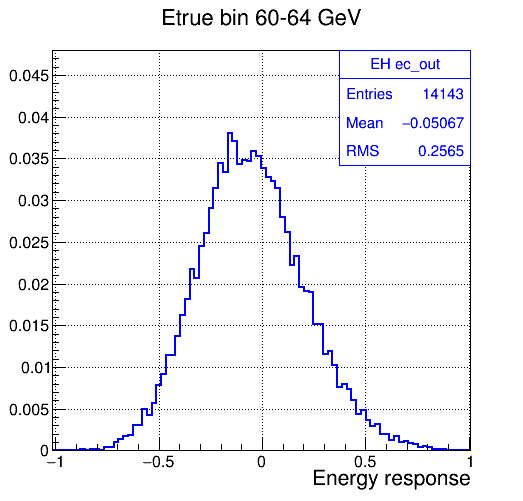 Etrue bin 60-64 GeV
EH ec_out
Entries 14143
Mean −0.05067
RMS 0.2565
0.045
0.04
0.035
0.03
0.025
0.02
0.015
0.01
0.005
0
−1 −0.5 0 0.5 1
Energy response